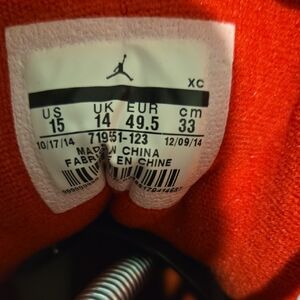 XC
US UK EUR cm
15 14 49.5 33
10/17/14 719551-123 12/09/14
MADE IN CHINA
FABRIQUE EN CHINE